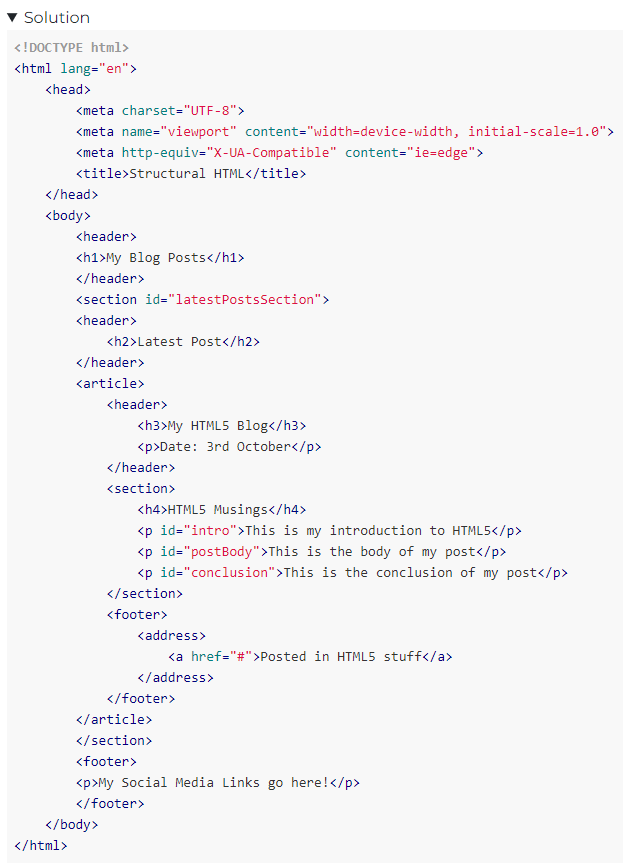 ▼ Solution
<!DOCTYPE html>
<html lang="en">
    <head>
        <meta charset="UTF-8">
        <meta name="viewport" content="width=device-width, initial-scale=1.0">
        <meta http-equiv="X-UA-Compatible" content="ie=edge">
        <title>Structural HTML</title>
    </head>
    <body>
        <header>
        <h1>My Blog Posts</h1>
        </header>
        <section id="latestPostsSection">
        <header>
            <h2>Latest Post</h2>
        </header>
        <article>
            <header>
                <h3>My HTML5 Blog</h3>
                <p>Date: 3rd October</p>
            </header>
            <section>
                <h4>HTML5 Musings</h4>
                <p id="intro">This is my introduction to HTML5</p>
                <p id="postBody">This is the body of my post</p>
                <p id="conclusion">This is the conclusion of my post</p>
            </section>
            <footer>
                <address>
                    <a href="#">Posted in HTML5 stuff</a>
                </address>
            </footer>
        </article>
        </section>
        <footer>
        <p>My Social Media Links go here!</p>
        </footer>
    </body>
</html>